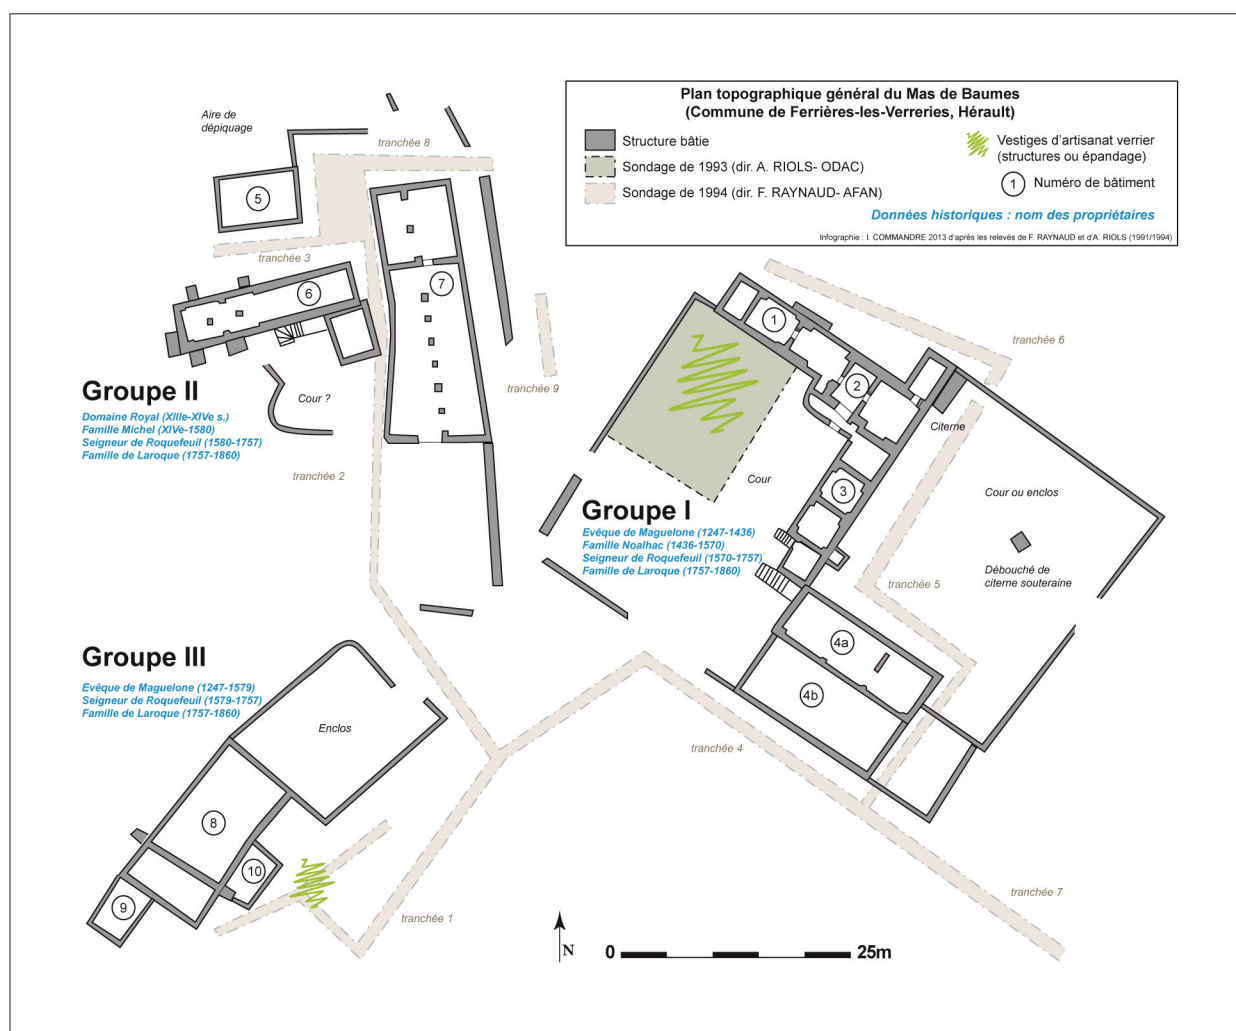 Plan topographique général du Mas de Baumes
(Commune de Ferrières-les-Verreries, Hérault)
Structure bâtie
Sondage de 1993 (dir. A. RIOLS- ODAC)
Sondage de 1994 (dir. F. RAYNAUD- AFAN)
Vestiges d'artisanat verrier
(structures ou épandage)
1 Numéro de bâtiment
Données historiques : nom des propriétaires
Infographie : I. COMMANDRE 2013 d'après les relevés de F. RAYNAUD et d'A. RIOLS (1991/1994)
Aire de
dépiquage
tranchée 8
5
tranchée 3
6
7
tranchée 9
Groupe II
Domaine Royal (XIIIe-XIVe s.)
Famille Michel (XIVe-1580)
Seigneur de Roquefeuil (1580-1757)
Famille de Laroque (1757-1860)
Cour ?
tranchée 2
1
2
tranchée 6
Citerne
Cour
3
Cour ou enclos
Groupe I
Evêque de Maguelone (1247-1436)
Famille Noalhac (1436-1570)
Seigneur de Roquefeuil (1570-1757)
Famille de Laroque (1757-1860)
Débouché de
citerne souteraine
tranchée 5
4a
4b
Groupe III
Evêque de Maguelone (1247-1579)
Seigneur de Roquefeuil (1579-1757)
Famille de Laroque (1757-1860)
Enclos
tranchée 4
8
10
9
tranchée 1
tranchée 7
N
0
25m